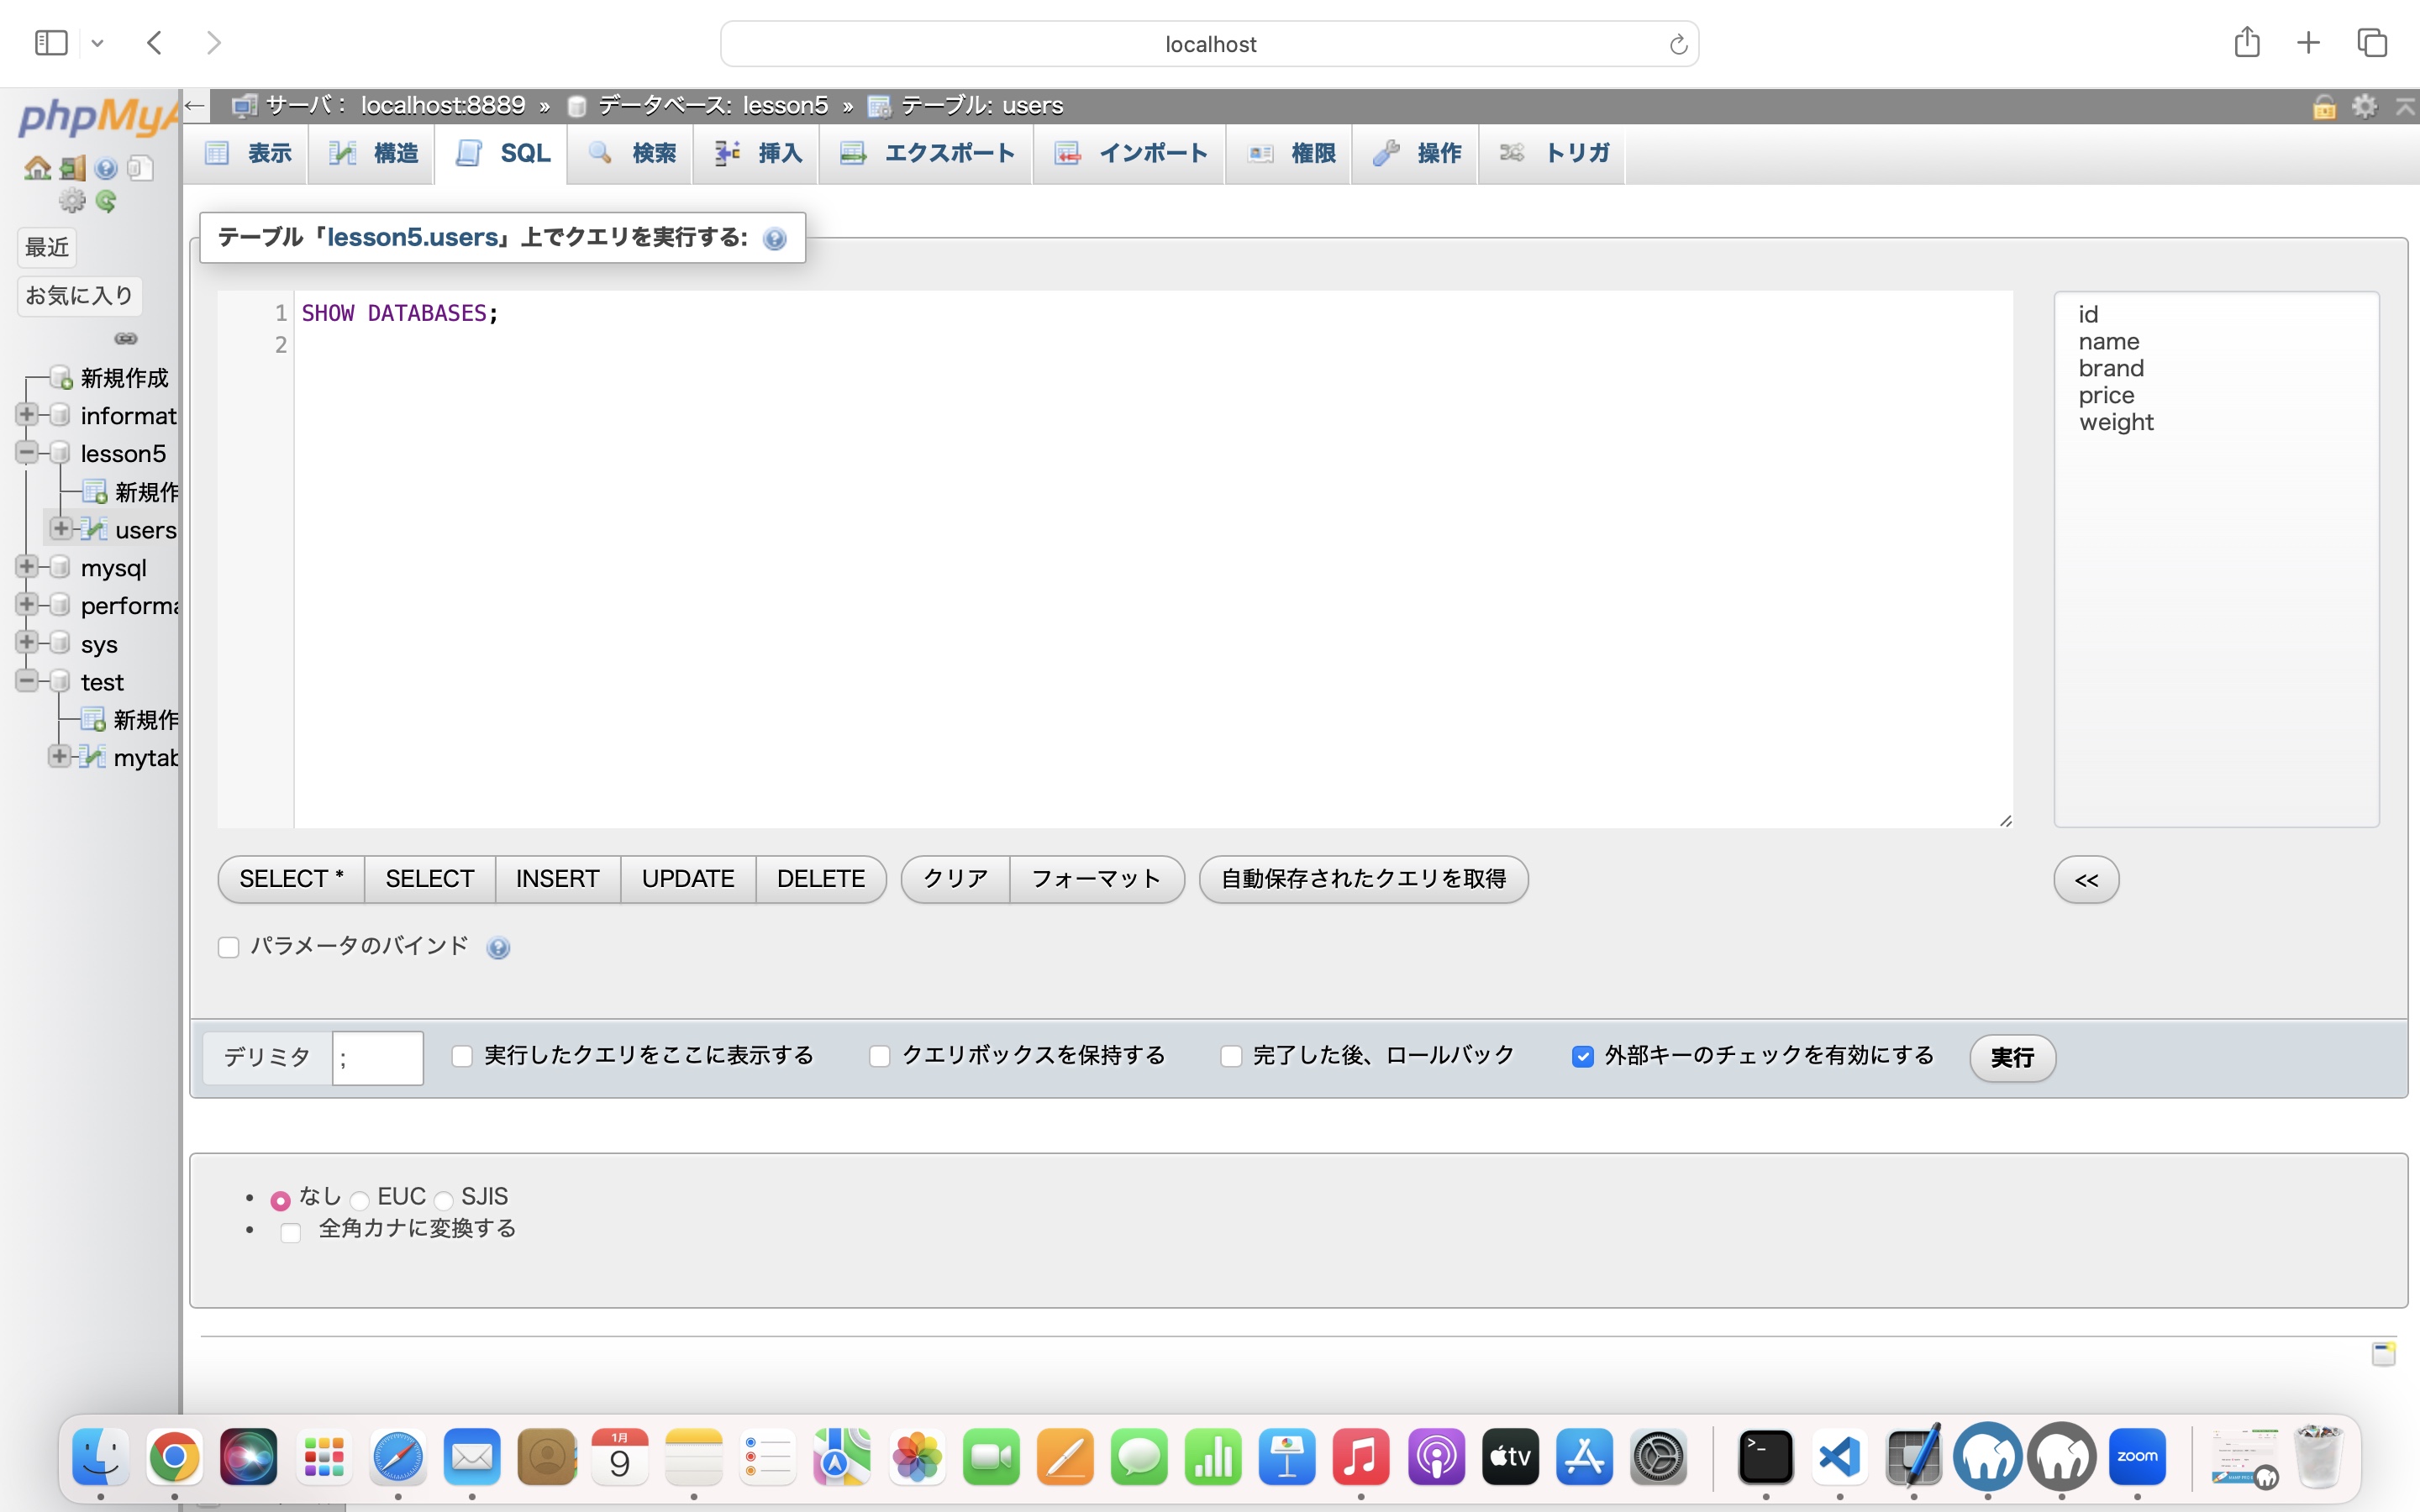 localhost
phpMyA
← サーバ： localhost:8889 » データベース: lesson5 » テーブル: users
表示 構造 SQL 検索 挿入 エクスポート インポート 権限 操作 トリガ
最近
お気に入り
新規作成
informat
lesson5
新規作
users
mysql
performa
sys
test
新規作
mytab
テーブル「lesson5.users」上でクエリを実行する:
1 SHOW DATABASES;
2
id
name
brand
price
weight
SELECT * SELECT INSERT UPDATE DELETE クリア フォーマット 自動保存されたクエリを取得 <<
パラメータのバインド
デリミタ ; 実行したクエリをここに表示する クエリボックスを保持する 完了した後、ロールバック 外部キーのチェックを有効にする 実行
• なし EUC SJIS
• 全角カナに変換する
1月
9
tv
zoom